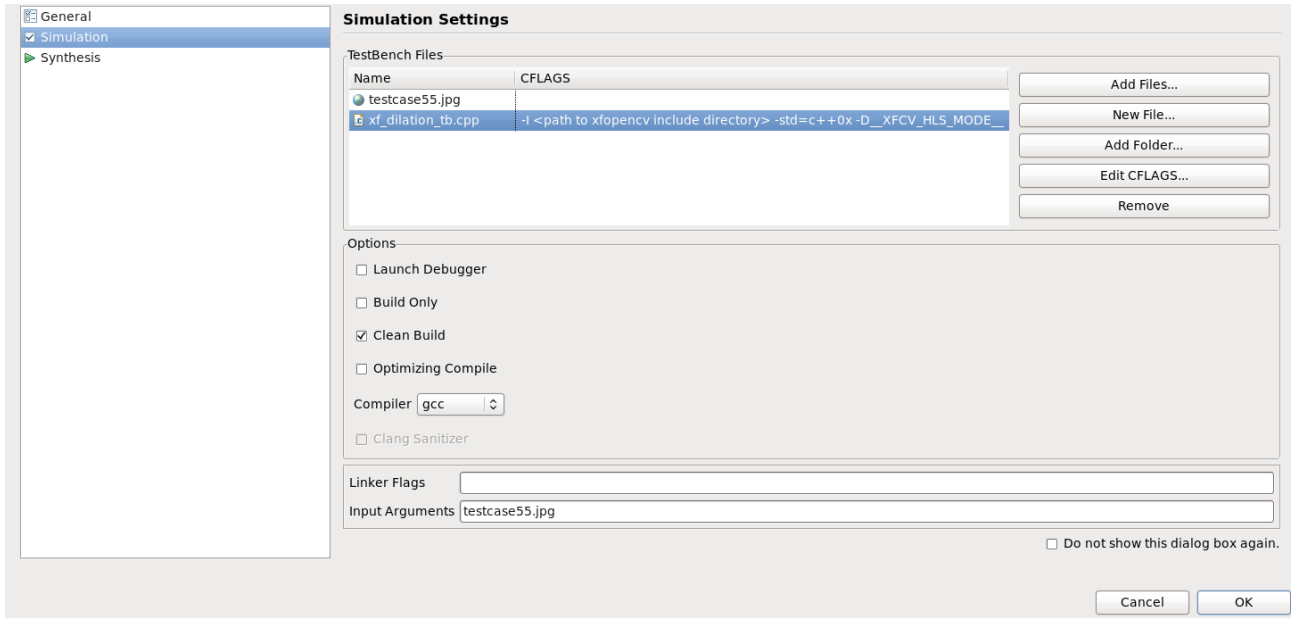 General
Simulation
Synthesis
Simulation Settings
TestBench Files
Name CFLAGS
testcase55.jpg
xf_dilation_tb.cpp -I <path to xfopencv include directory> -std=c++0x -D__XFCV_HLS_MODE__
Add Files...
New File...
Add Folder...
Edit CFLAGS...
Remove
Options
Launch Debugger
Build Only
Clean Build
Optimizing Compile
Compiler gcc
Clang Sanitizer
Linker Flags
Input Arguments testcase55.jpg
Do not show this dialog box again.
Cancel OK